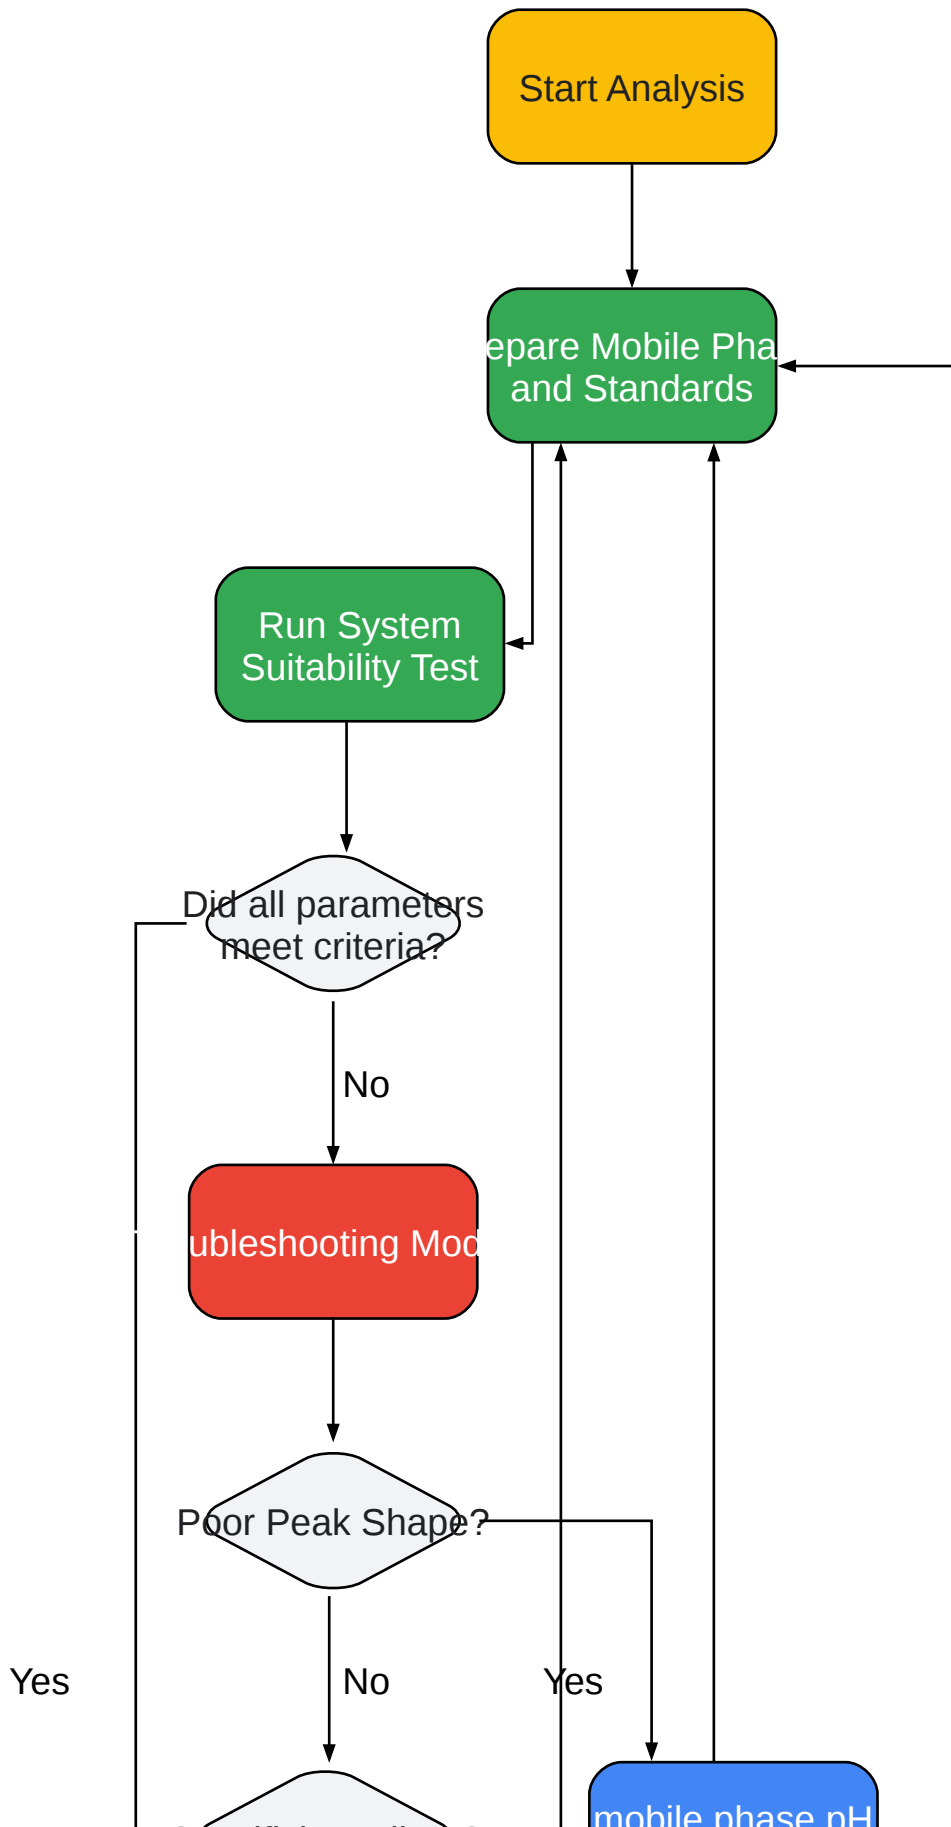 Start Analysis
epare Mobile Pha
and Standards
Run System
Suitability Test
Did all parameters
meet criteria?
No
ubleshooting Mod
Poor Peak Shape?
Yes
No
Yes
mobile phase pH